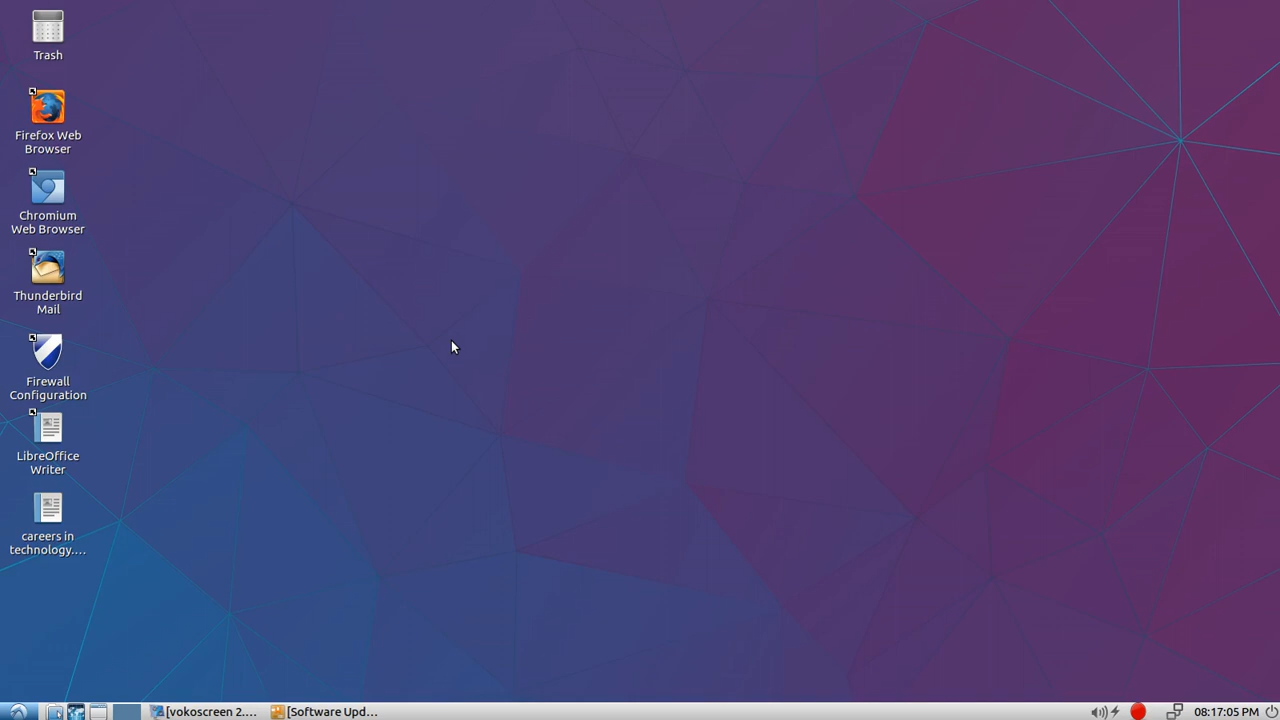 Trash
Firefox Web
Browser
Chromium
Web Browser
Thunderbird
Mail
Firewall
Configuration
LibreOffice
Writer
careers in
technology....
[vokoscreen 2....
[Software Upd...
08:17:05 PM